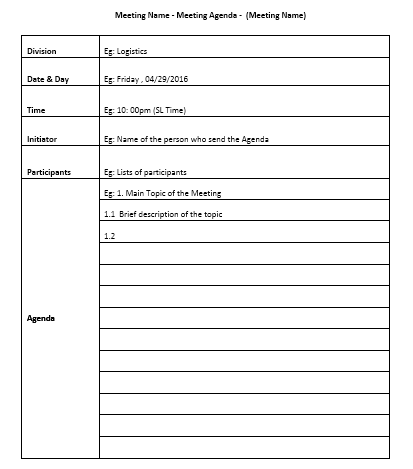 Meeting Name - Meeting Agenda - (Meeting Name)
Division Eg: Logistics
Date & Day Eg: Friday , 04/29/2016
Time Eg: 10: 00pm (SL Time)
Initiator Eg: Name of the person who send the Agenda
Participants Eg: Lists of participants
Eg: 1. Main Topic of the Meeting
1.1 Brief description of the topic
1.2
Agenda